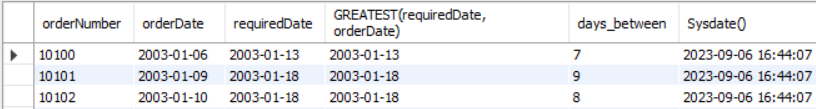 orderNumber orderDate requiredDate GREATEST(requiredDate, orderDate) days_between Sysdate()
10100 2003-01-06 2003-01-13 2003-01-13 7 2023-09-06 16:44:07
10101 2003-01-09 2003-01-18 2003-01-18 9 2023-09-06 16:44:07
10102 2003-01-10 2003-01-18 2003-01-18 8 2023-09-06 16:44:07